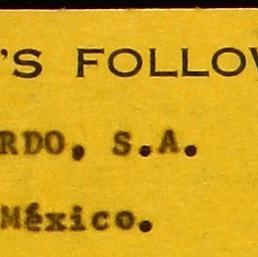 'S FOLLOW
RDO, S.A.
México.